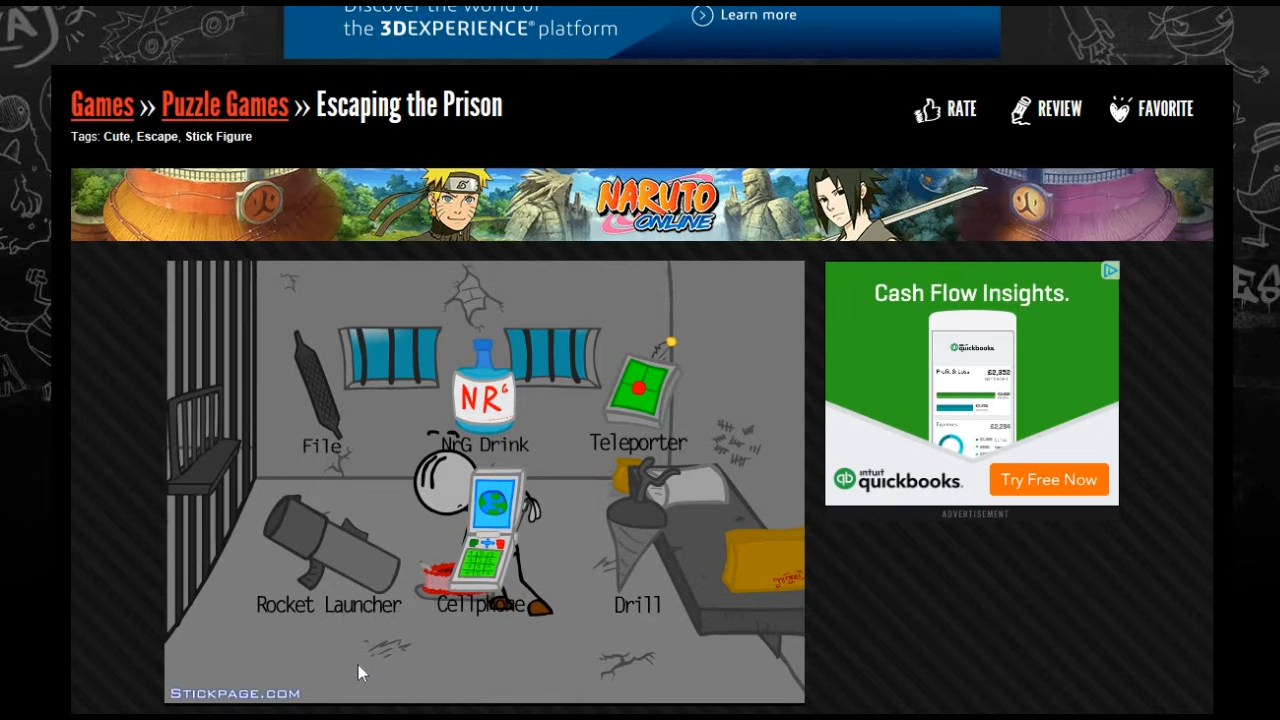 Discover the world of
the 3DEXPERIENCE® platform
Learn more
Games » Puzzle Games » Escaping the Prison
RATE
REVIEW
FAVORITE
Tags: Cute, Escape, Stick Figure
NARUTO
ONLINE
Cash Flow Insights.
quickbooks.
Profit & Loss
£2,352
NRG
File
NrG Drink
Teleporter
intuit
quickbooks.
Try Free Now
ADVERTISEMENT
Rocket Launcher
Cellphone
Drill
STICKPAGE.COM